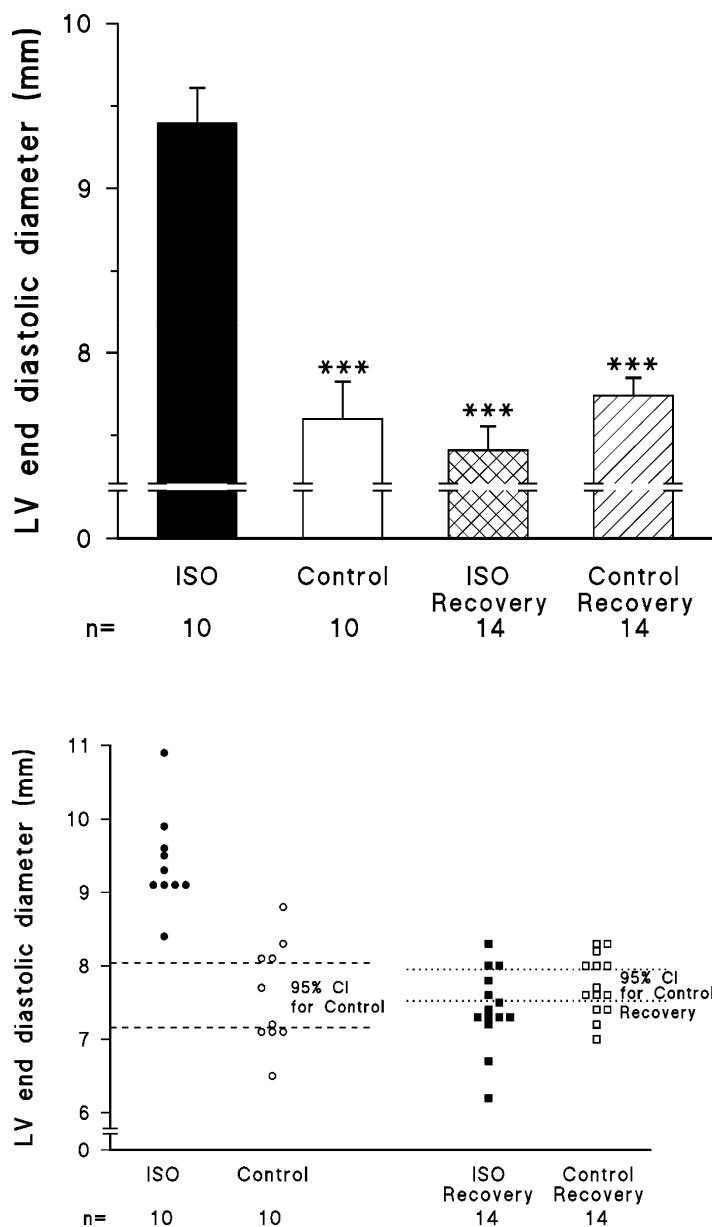 LV end diastolic diameter (mm)
10
9
8
0
***
***
***
ISO
Control
ISO
Recovery
Control
Recovery
n=
10
10
14
14
LV end diastolic diameter (mm)
11
10
9
8
7
6
0
95% CI
for Control
95% CI
for Control
Recovery
ISO
Control
ISO
Recovery
Control
Recovery
n=
10
10
14
14